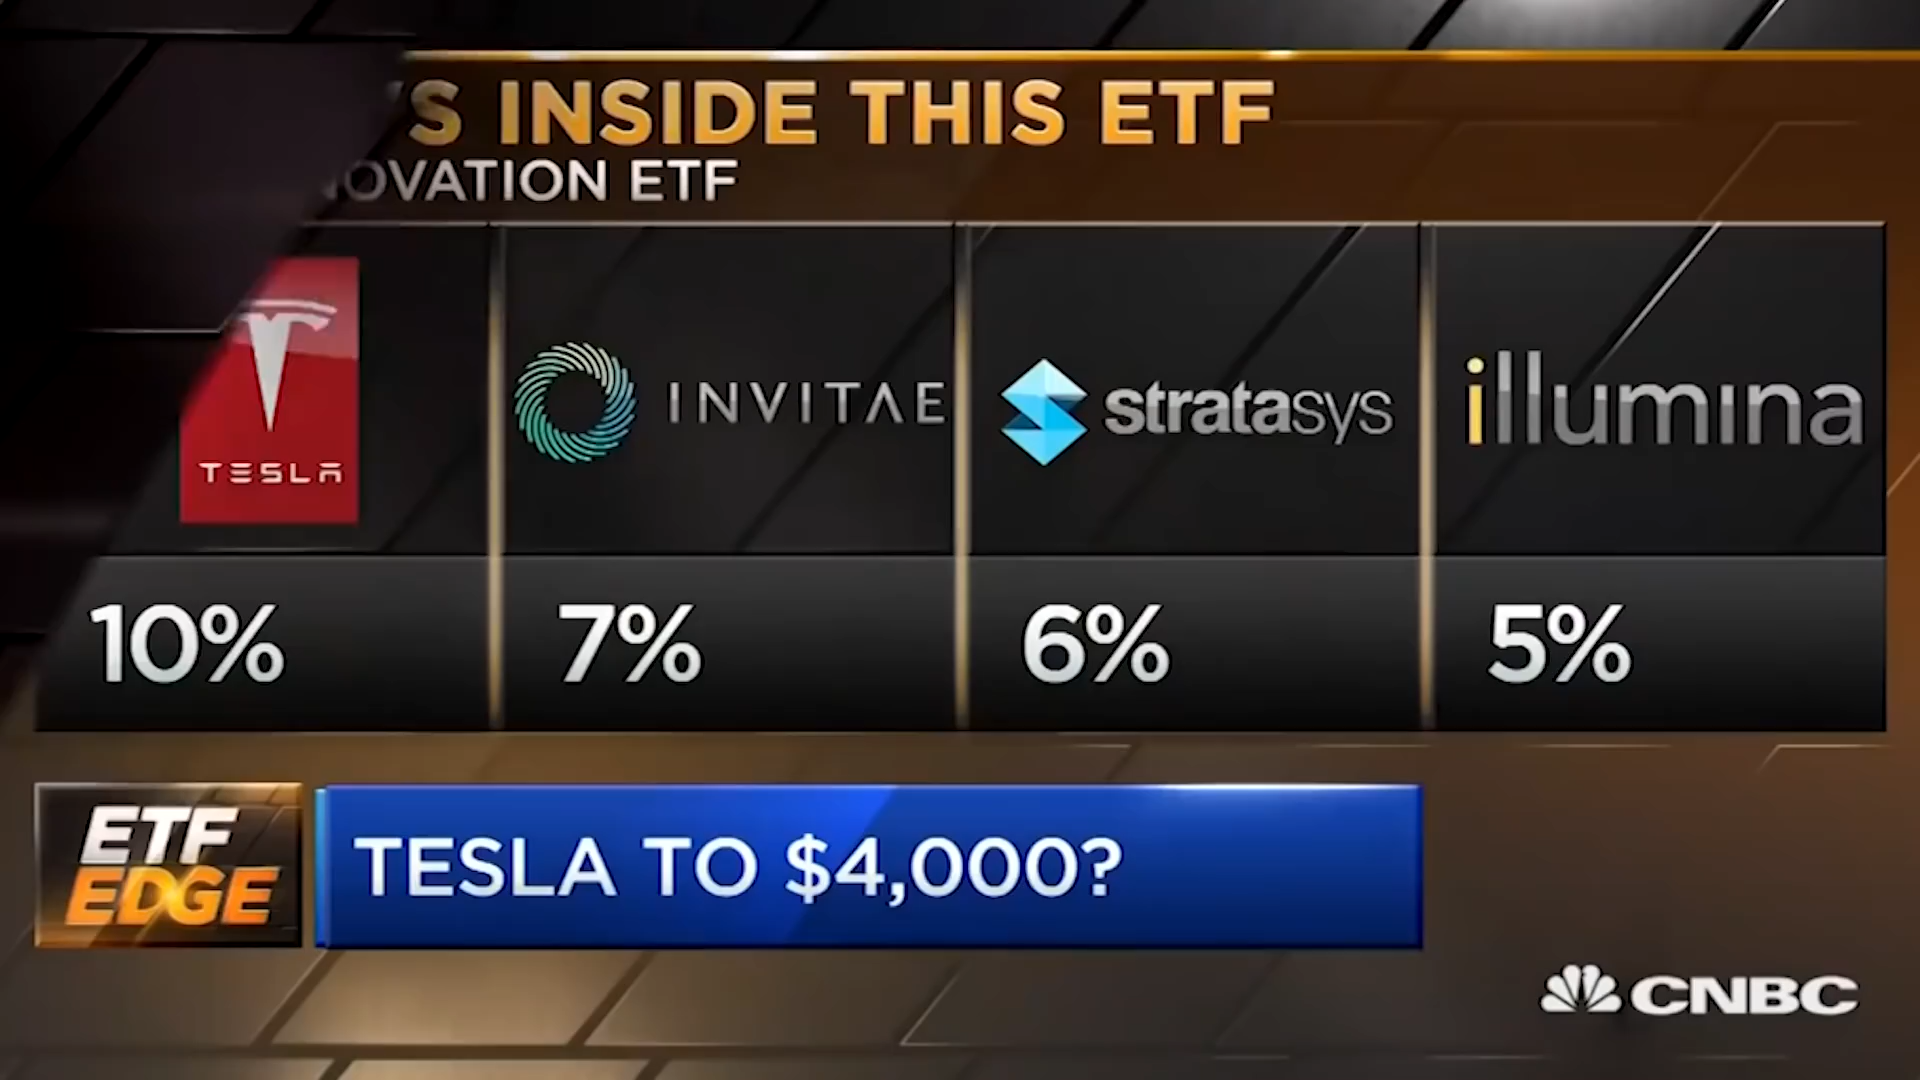 'S INSIDE THIS ETF
OVATION ETF
TESLA
INVITAE
stratasys
illumina
10%
7%
6%
5%
ETF
EDGE
TESLA TO $4,000?
CNBC